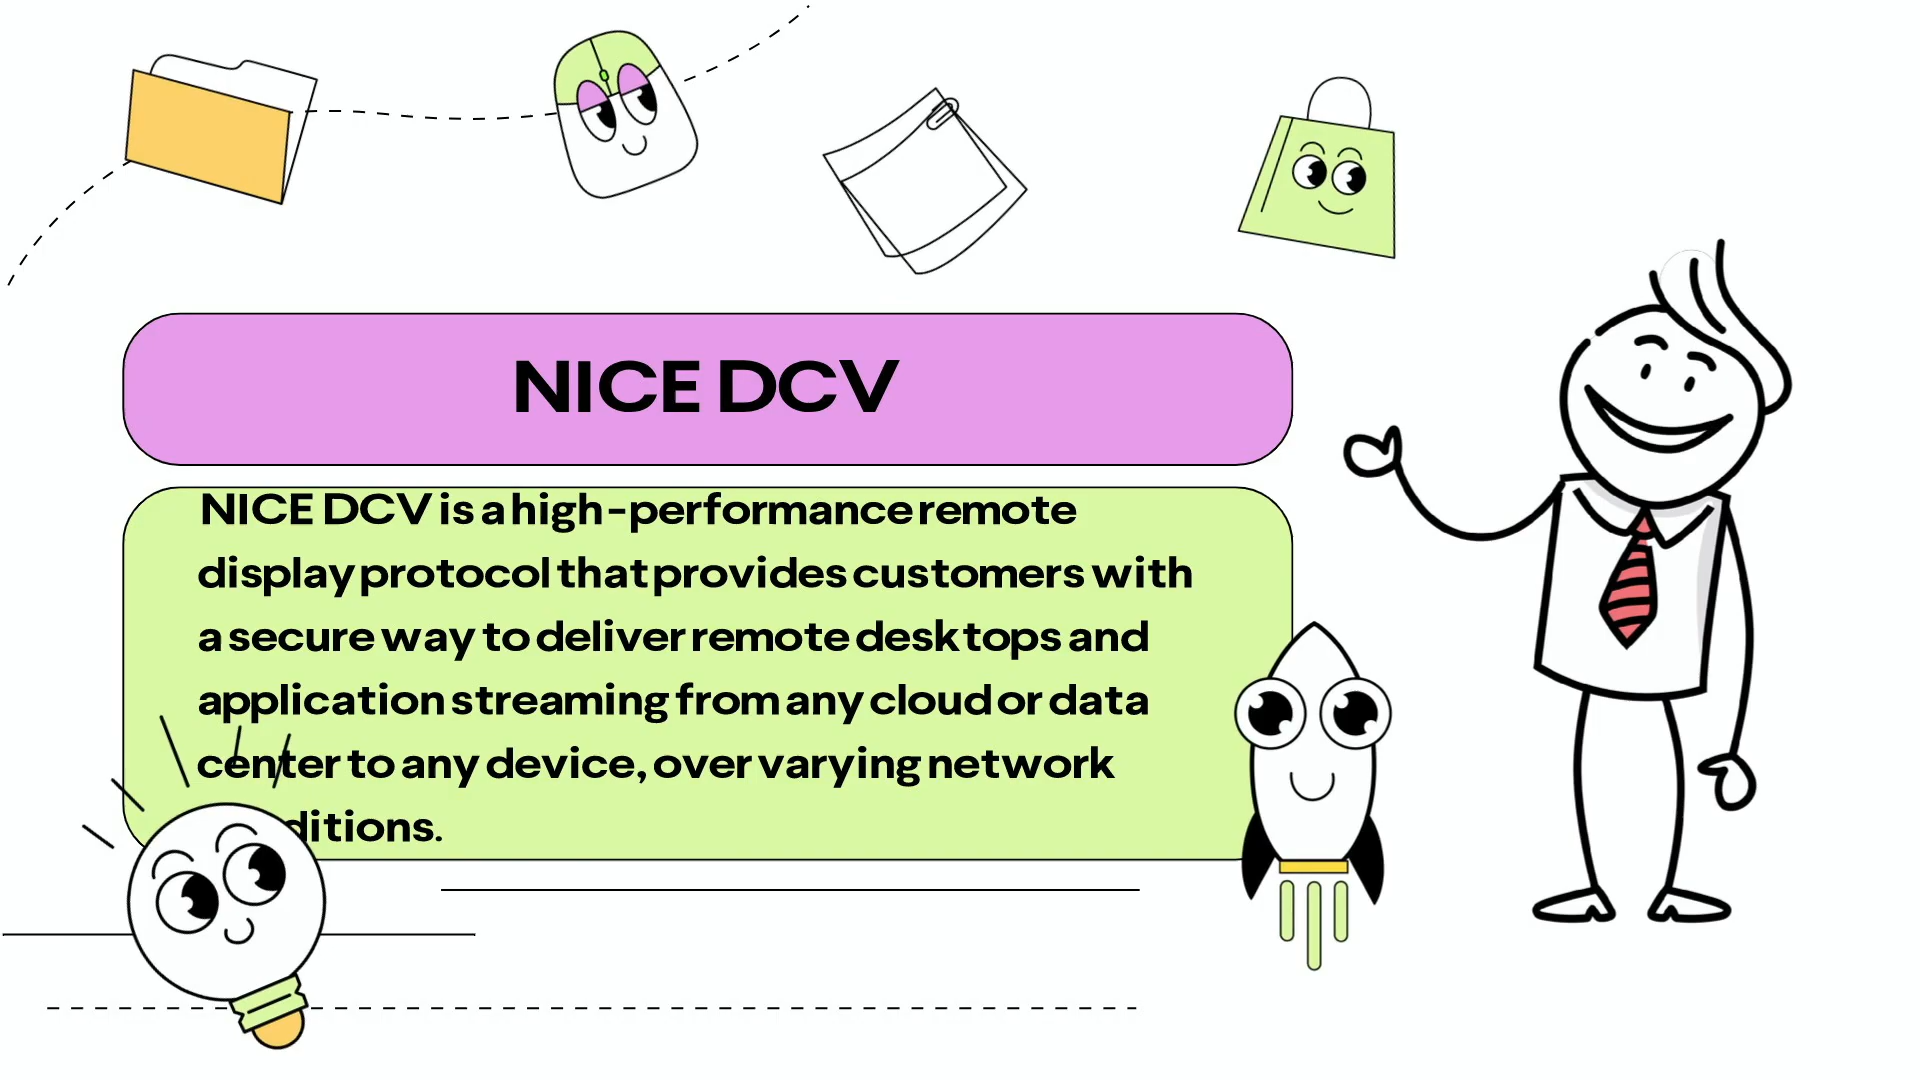 NICE DCV
NICE DCV is a high-performance remote
display protocol that provides customers with
a secure way to deliver remote desktops and
application streaming from any cloud or data
center to any device, over varying network
ditions.